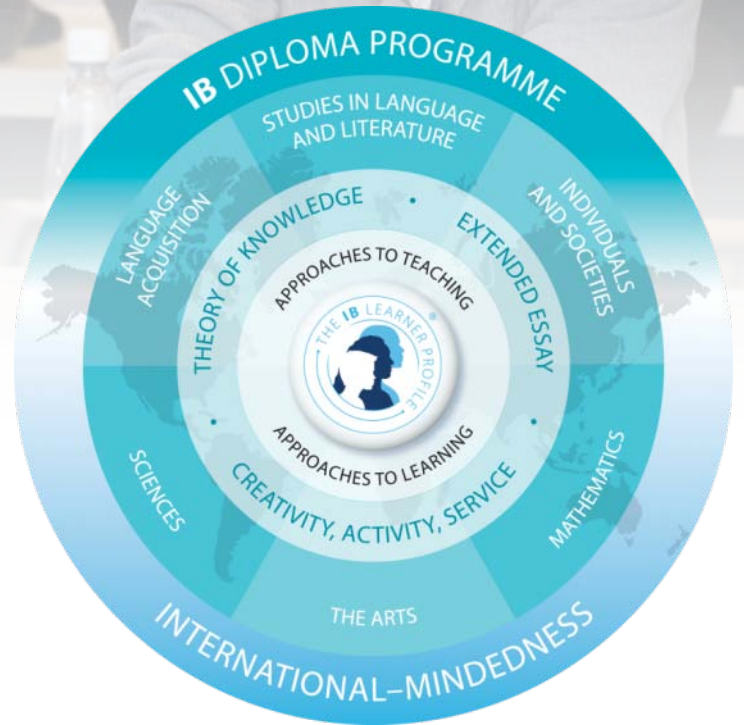 IB DIPLOMA PROGRAMME
STUDIES IN LANGUAGE
AND LITERATURE
LANGUAGE
ACQUISITION
INDIVIDUALS
AND SOCIETIES
THEORY OF KNOWLEDGE •
EXTENDED ESSAY •
APPROACHES TO TEACHING
THE IB LEARNER PROFILE
®
APPROACHES TO LEARNING
• CREATIVITY, ACTIVITY, SERVICE
SCIENCES
MATHEMATICS
THE ARTS
INTERNATIONAL–MINDEDNESS